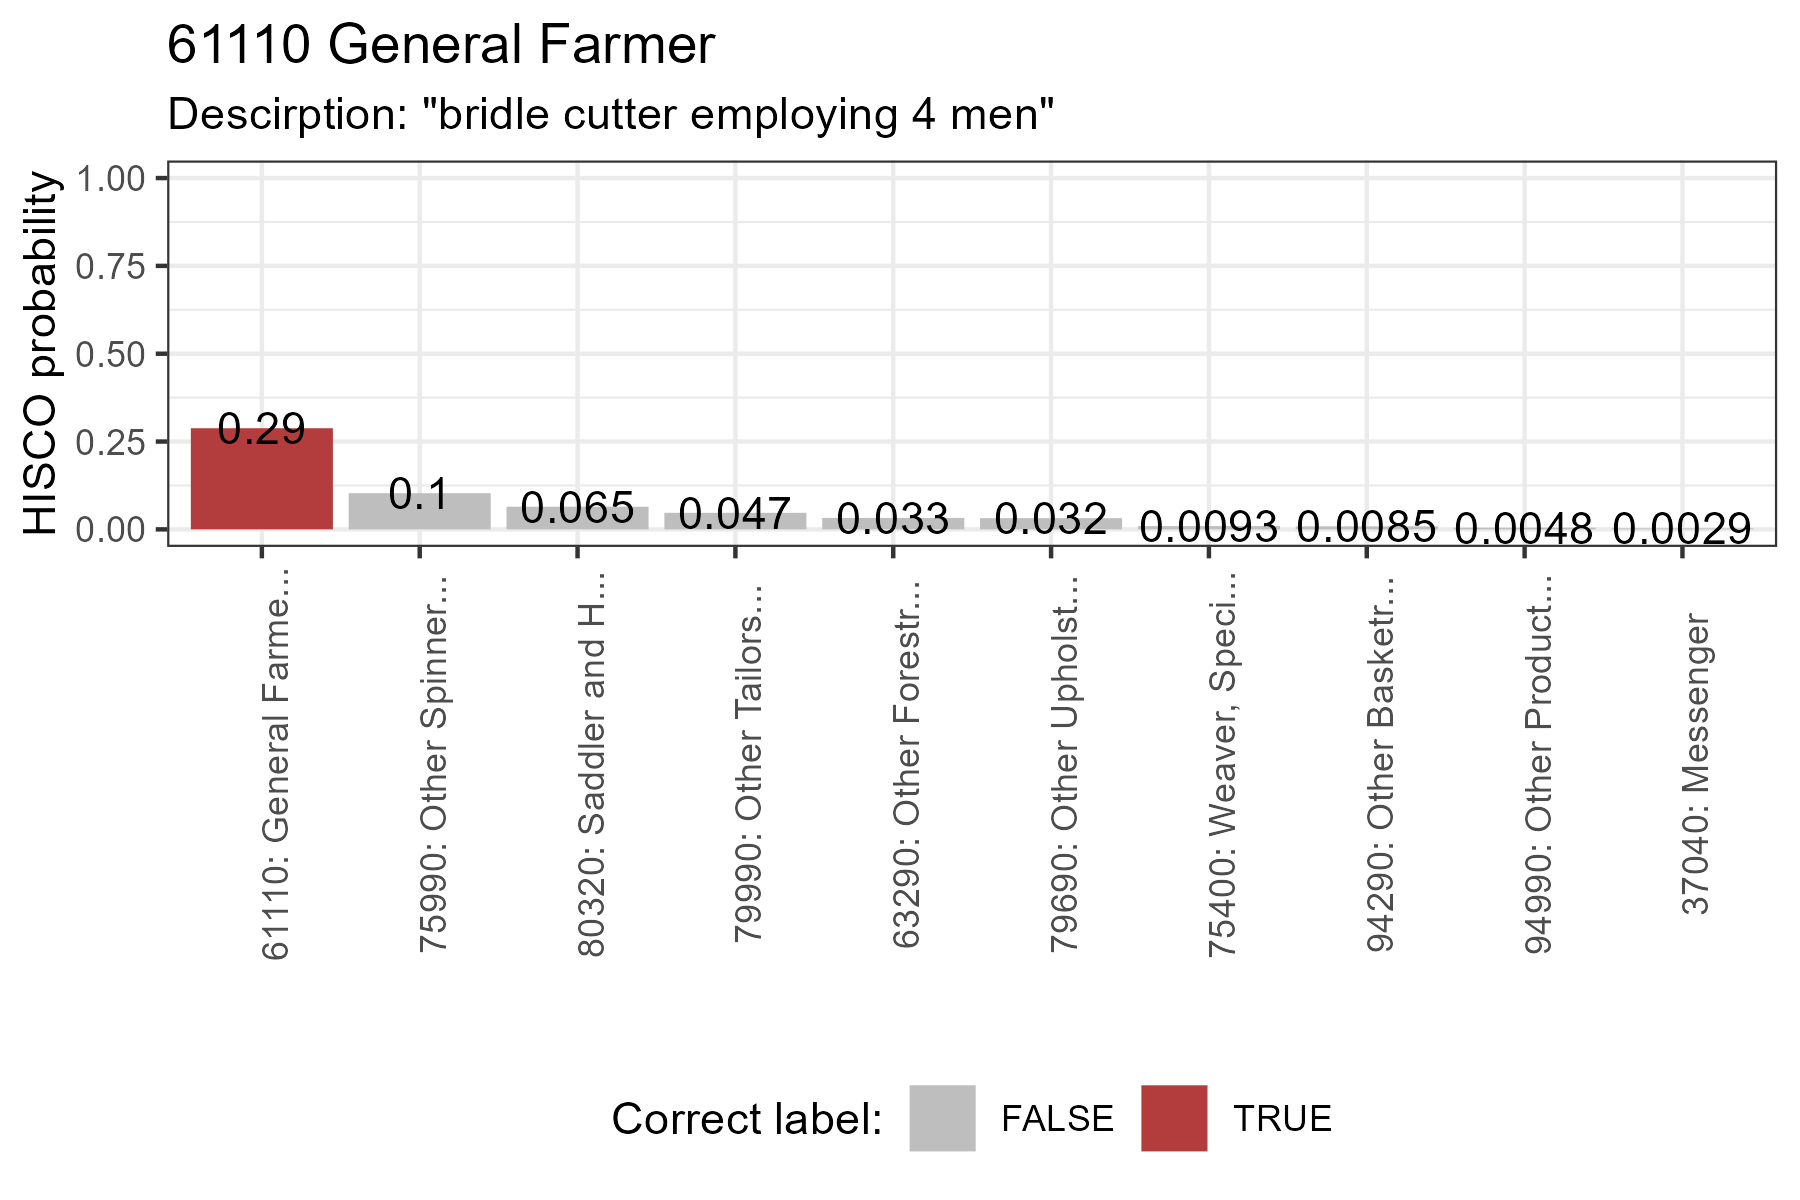 61110 General Farmer
Descirption: "bridle cutter employing 4 men"
HISCO probability
1.00
0.75
0.50
0.25
0.00
0.29
0.1
0.065
0.047
0.033
0.032
0.0093
0.0085
0.0048
0.0029
61110: General Farme...
75990: Other Spinner...
80320: Saddler and H...
79990: Other Tailors...
63290: Other Forestr...
79690: Other Upholst...
75400: Weaver, Speci...
94290: Other Basketr...
94990: Other Product...
37040: Messenger
Correct label: FALSE TRUE